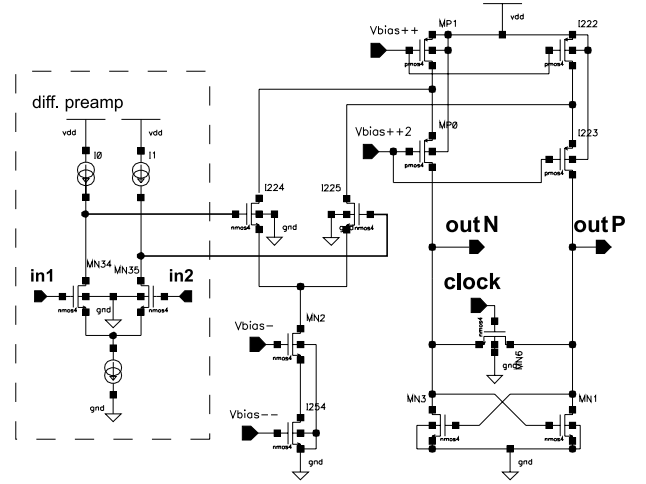 vdd
Vbias++
MP1
I222
pmos4
pmos4
diff. preamp
vdd
vdd
I0
I1
Vbias++2
MP0
I223
pmos4
pmos4
I224
I225
nmos4
gnd
gnd
nmos4
outN
outP
in1
MN34
MN35
in2
clock
nmos4
gnd
nmos4
nmos4
MN2
Vbias-
nmos4
gnd
MN6
gnd
Vbias--
I254
nmos4
gnd
MN3
MN1
nmos4
nmos4
gnd